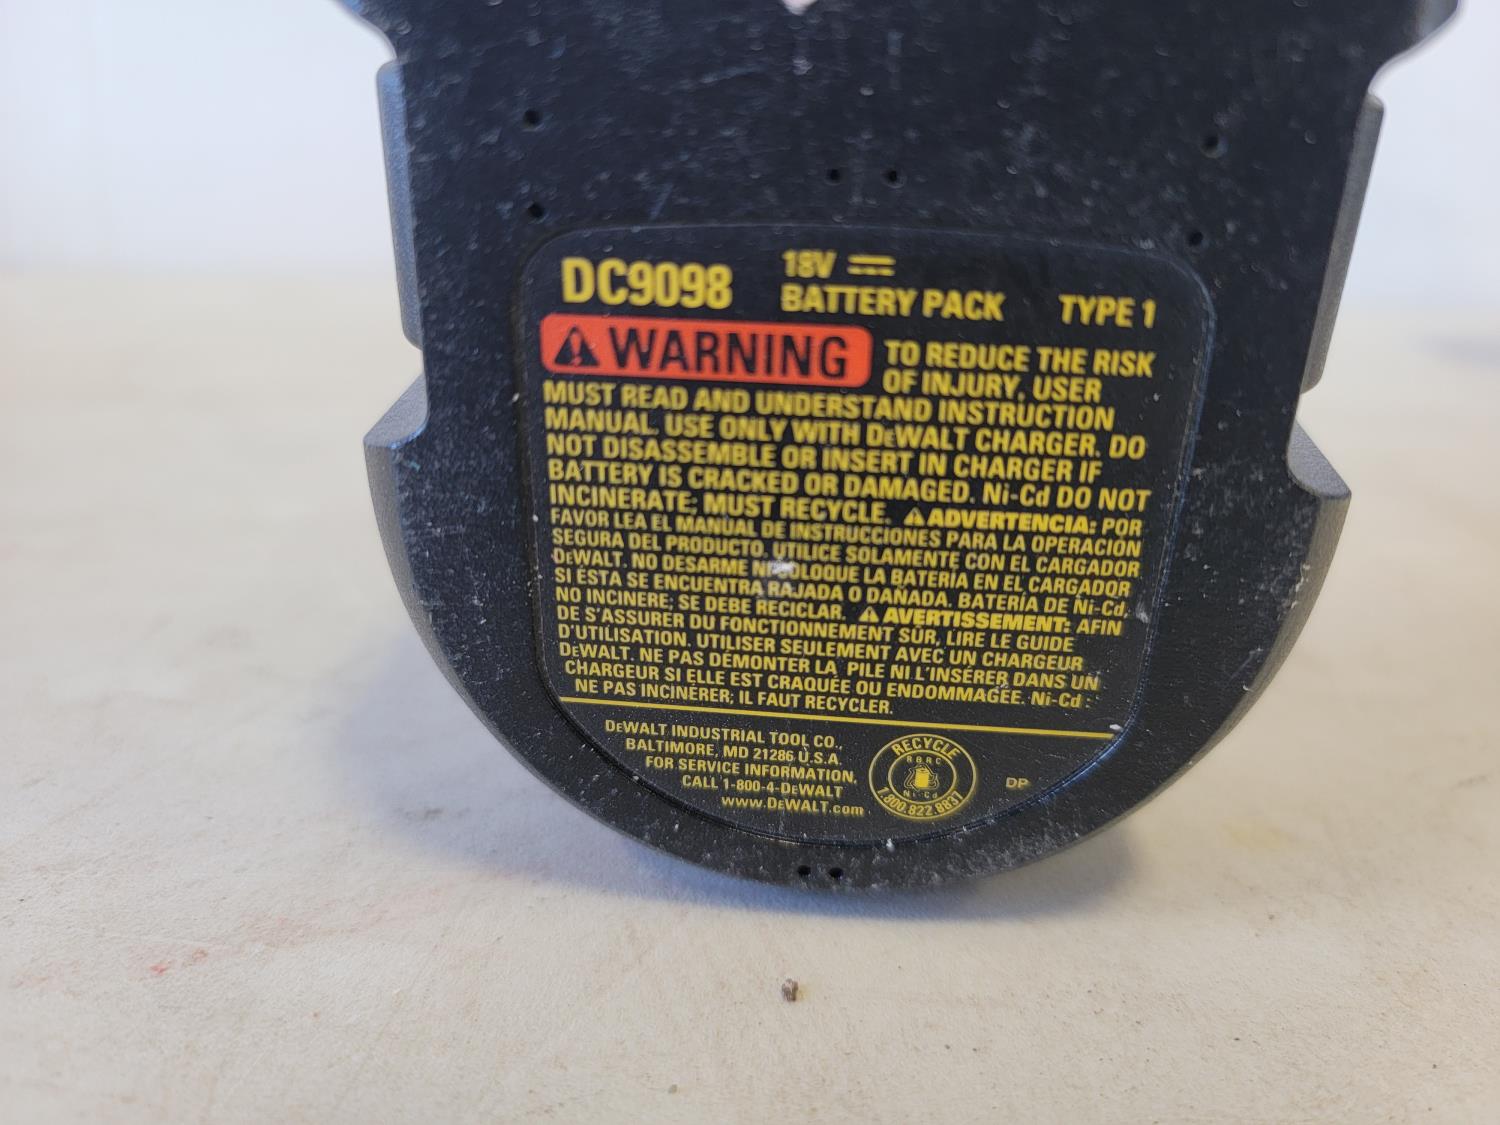 DC9098 18V
BATTERY PACK TYPE 1
WARNING TO REDUCE THE RISK
OF INJURY, USER
MUST READ AND UNDERSTAND INSTRUCTION
MANUAL. USE ONLY WITH DEWALT CHARGER. DO
NOT DISASSEMBLE OR INSERT IN CHARGER IF
BATTERY IS CRACKED OR DAMAGED. Ni-Cd DO NOT
INCINERATE; MUST RECYCLE. ADVERTENCIA: POR
FAVOR LEA EL MANUAL DE INSTRUCCIONES PARA LA OPERACIÓN
SEGURA DEL PRODUCTO. UTILICE SOLAMENTE CON EL CARGADOR
DEWALT. NO DESARME NI COLOQUE LA BATERÍA EN EL CARGADOR
SI ÉSTA SE ENCUENTRA RAJADA O DAÑADA. BATERÍA DE Ni-Cd,
NO INCINERE; SE DEBE RECICLAR. AVERTISSEMENT: AFIN
DE S'ASSURER DU FONCTIONNEMENT SÛR, LIRE LE GUIDE
D'UTILISATION. UTILISER SEULEMENT AVEC UN CHARGEUR
DEWALT. NE PAS DÉMONTER LA PILE NI L'INSÉRER DANS UN
CHARGEUR SI ELLE EST CRAQUÉE OU ENDOMMAGÉE. Ni-Cd :
NE PAS INCINÉRER; IL FAUT RECYCLER.
DEWALT INDUSTRIAL TOOL CO.,
BALTIMORE, MD 21286 U.S.A.
FOR SERVICE INFORMATION,
CALL 1-800-4-DEWALT
www.DEWALT.com
RECYCLE
RBRC
Ni-Cd
1.800.822.8837
DP